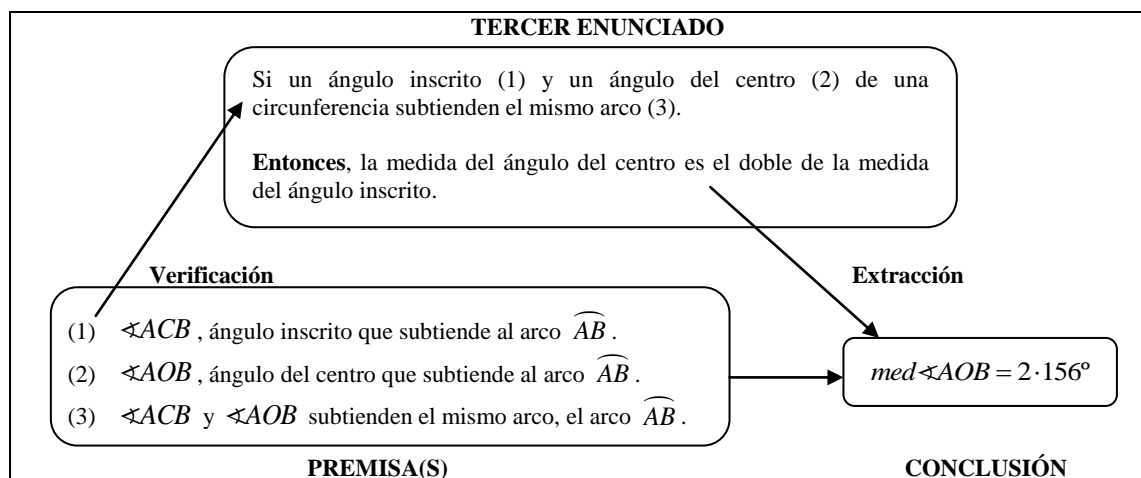 TERCER ENUNCIADO
Si un ángulo inscrito (1) y un ángulo del centro (2) de una
circunferencia subtienden el mismo arco (3).
Entonces, la medida del ángulo del centro es el doble de la medida
del ángulo inscrito.
Verificación
Extracción
(1) ∢ACB, ángulo inscrito que subtiende al arco A͡B.
(2) ∢AOB, ángulo del centro que subtiende al arco A͡B.
(3) ∢ACB y ∢AOB subtienden el mismo arco, el arco A͡B.
med∢AOB = 2·156º
PREMISA(S)
CONCLUSIÓN